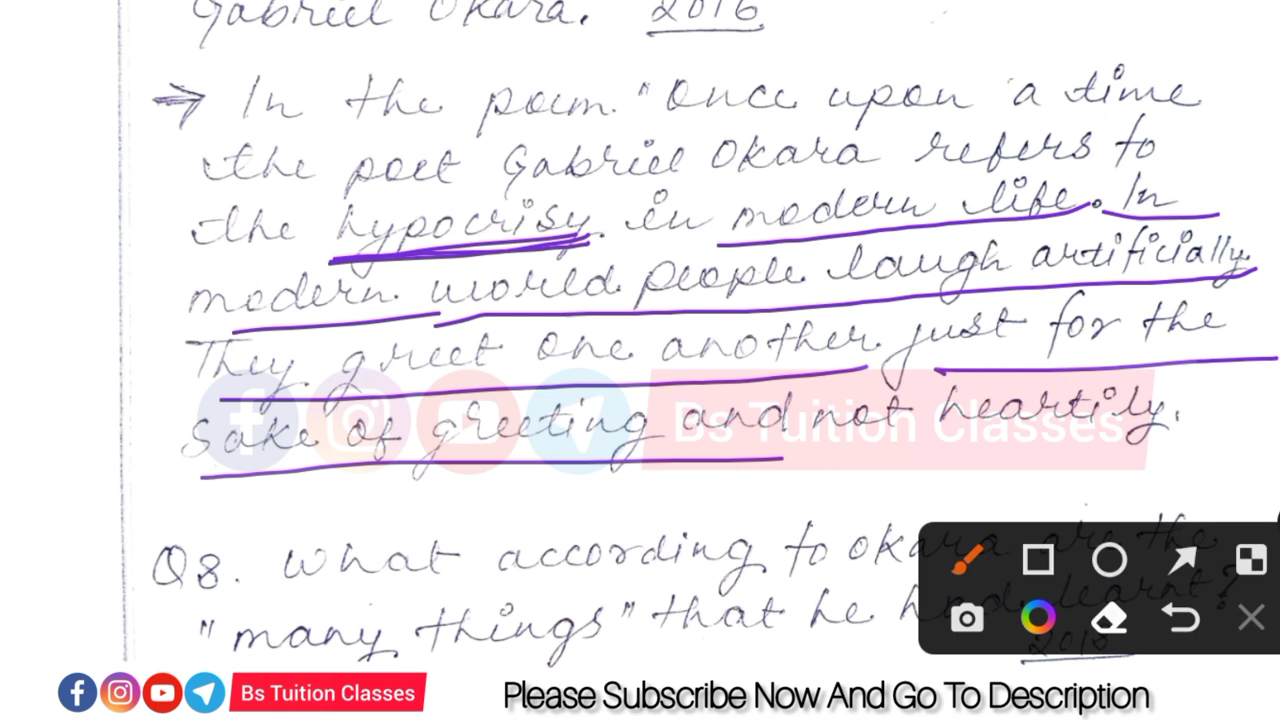 Gabriel Okara. 2016
⇒ In the poem "Once upon a time
the poet Gabriel Okara refers to
the hypocrisy in modern life. In
modern world people laugh artificially
They greet one another just for the
sake of greeting and not heartily.
Bs Tuition Classes
Q8. What according to Okara are the
"many things" that he had learnt?
Bs Tuition Classes
Please Subscribe Now And Go To Description